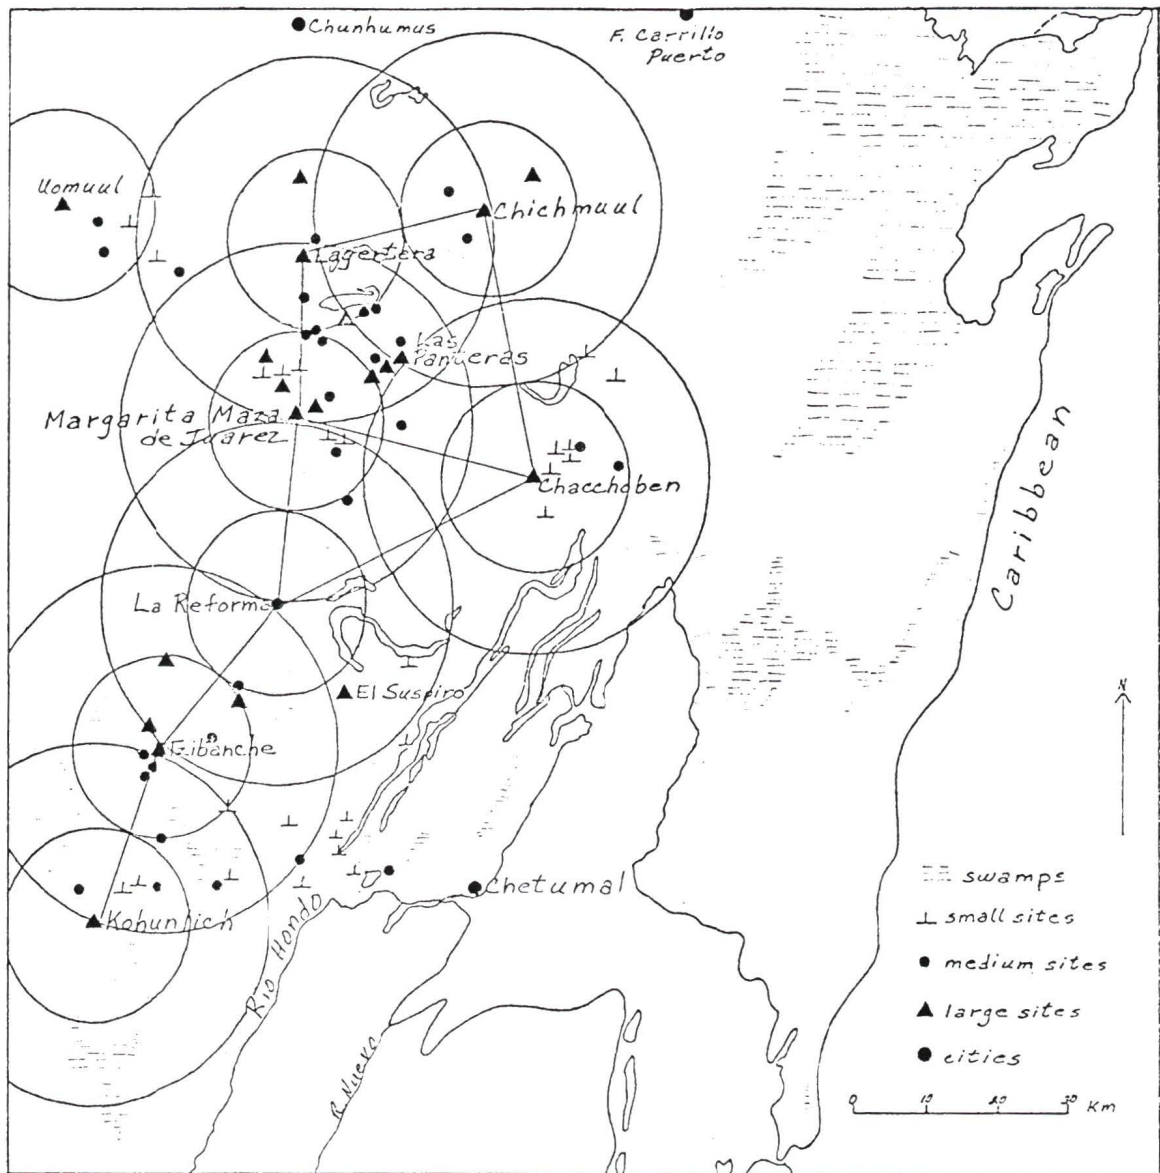 Chunhumus
F. Carrillo
Puerto
Uomuul
Chichmuul
Lagertera
Las
Panteras
Margarita Maza
de Juarez
Chacchoben
Caribbean
La Reforma
El Suspiro
N
Gibanche
Chetumal
Kohunlich
Rio Hondo
R. Nuevo
swamps
small sites
medium sites
large sites
cities
0 10 20 30 Km